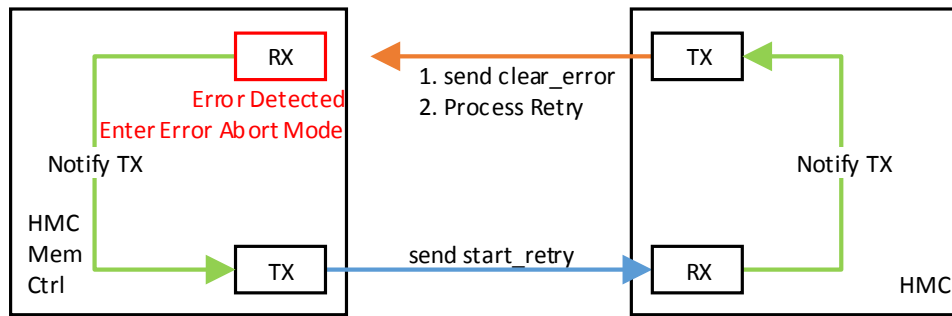 RX
Error Detected
Enter Error Abort Mode
Notify TX
HMC
Mem
Ctrl
TX
1. send clear_error
2. Process Retry
send start_retry
TX
Notify TX
RX
HMC